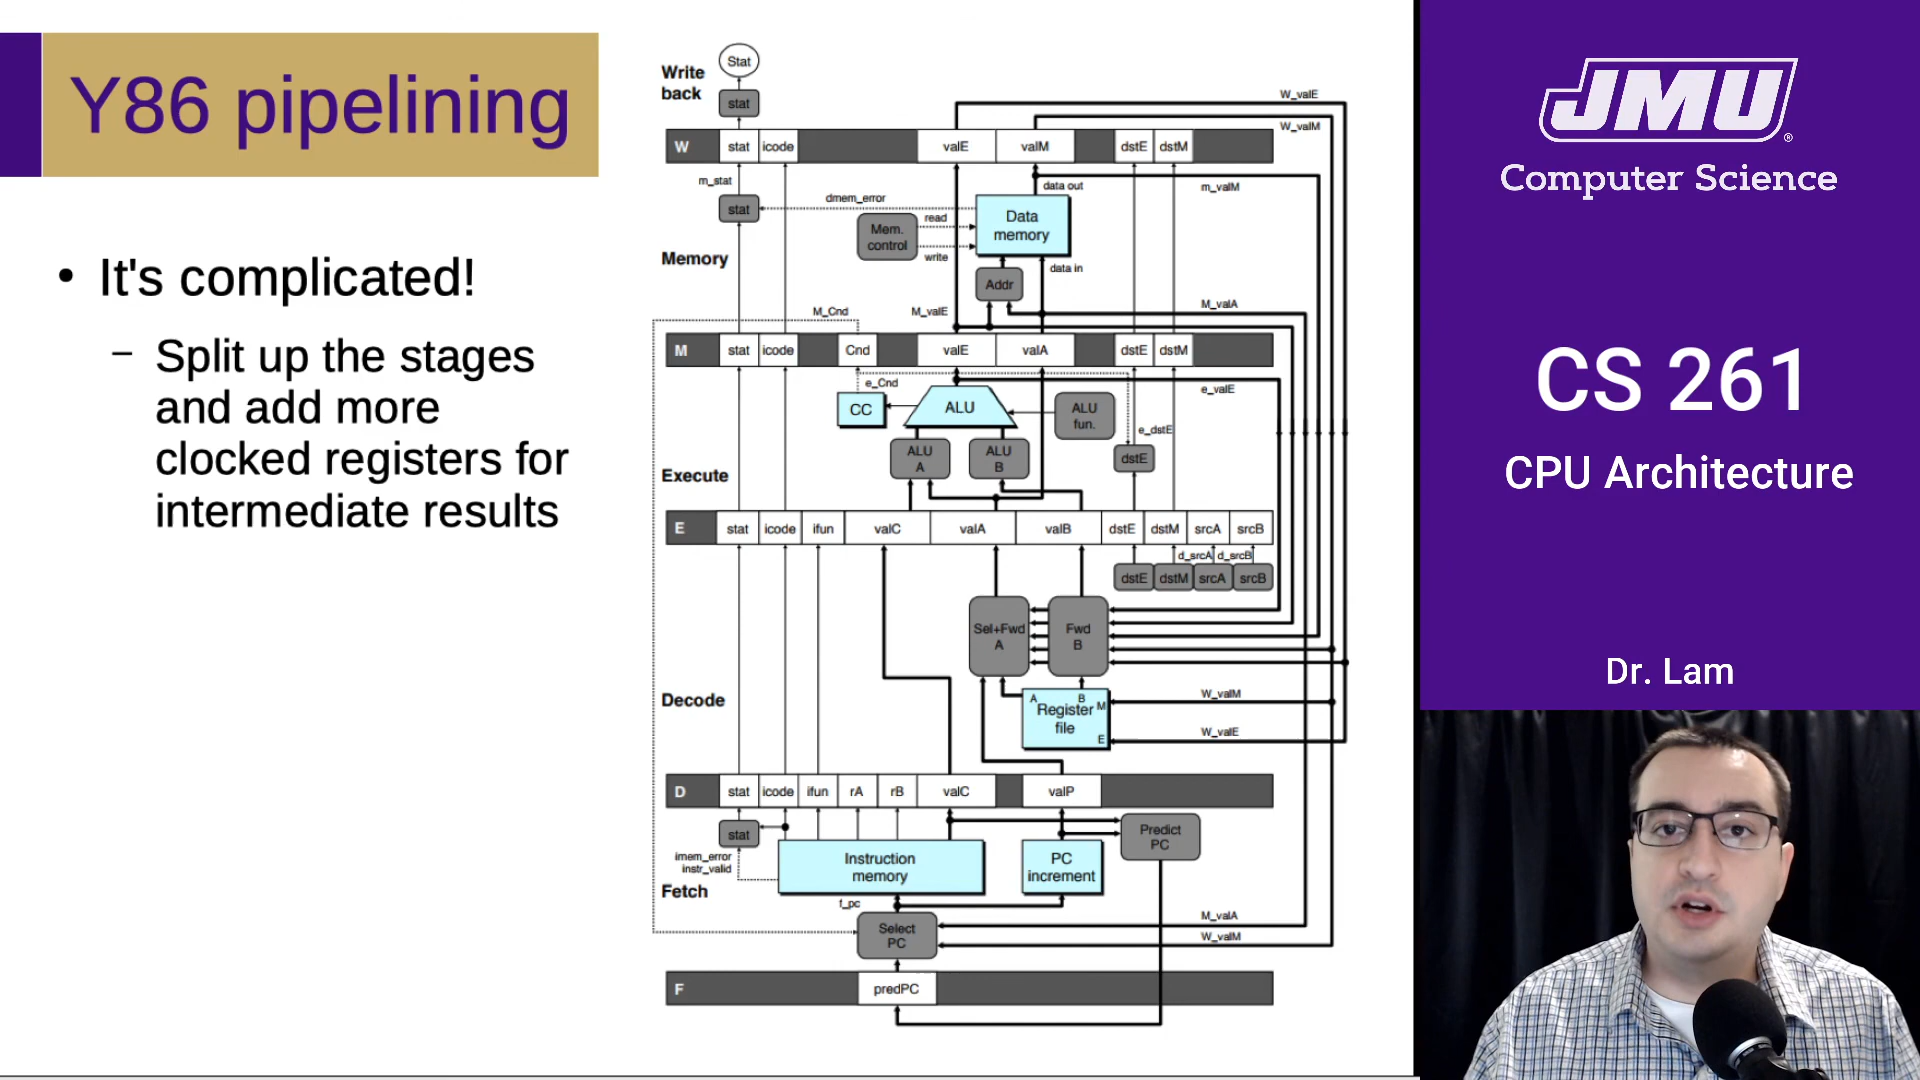 Y86 pipelining
• It's complicated!
– Split up the stages
and add more
clocked registers for
intermediate results
Stat
Write
back
stat
W_valE
W_valM
W stat icode valE valM dstE dstM
m_stat
data out
m_valM
stat
dmem_error
Mem.
control
read
write
Data
memory
Memory
data in
Addr
M_Cnd
M_valE
M_valA
M stat icode Cnd valE valA dstE dstM
e_Cnd
e_valE
CC
ALU
ALU
fun.
e_dstE
ALU
A
ALU
B
dstE
Execute
E stat icode ifun valC valA valB dstE dstM srcA srcB
d_srcA d_srcB
dstE dstM srcA srcB
Sel+Fwd
A
Fwd
B
Decode
A B M
Register
file
E
W_valM
W_valE
D stat icode ifun rA rB valC valP
stat
Predict
PC
imem_error
instr_valid
Instruction
memory
PC
increment
Fetch
f_pc
Select
PC
M_valA
W_valM
F predPC
JMU®
Computer Science
CS 261
CPU Architecture
Dr. Lam